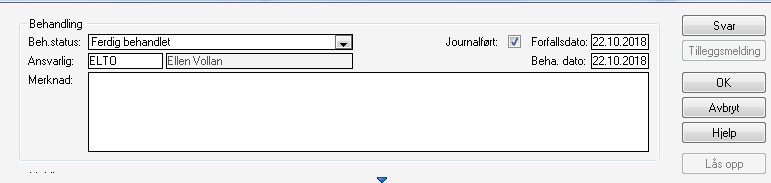 Behandling
Beh.status: Ferdig behandlet Journalført: Forfallsdato: 22.10.2018
Ansvarlig: ELTO Ellen Vollan Beha. dato: 22.10.2018
Merknad:
Svar
Tilleggsmelding
OK
Avbryt
Hjelp
Lås opp